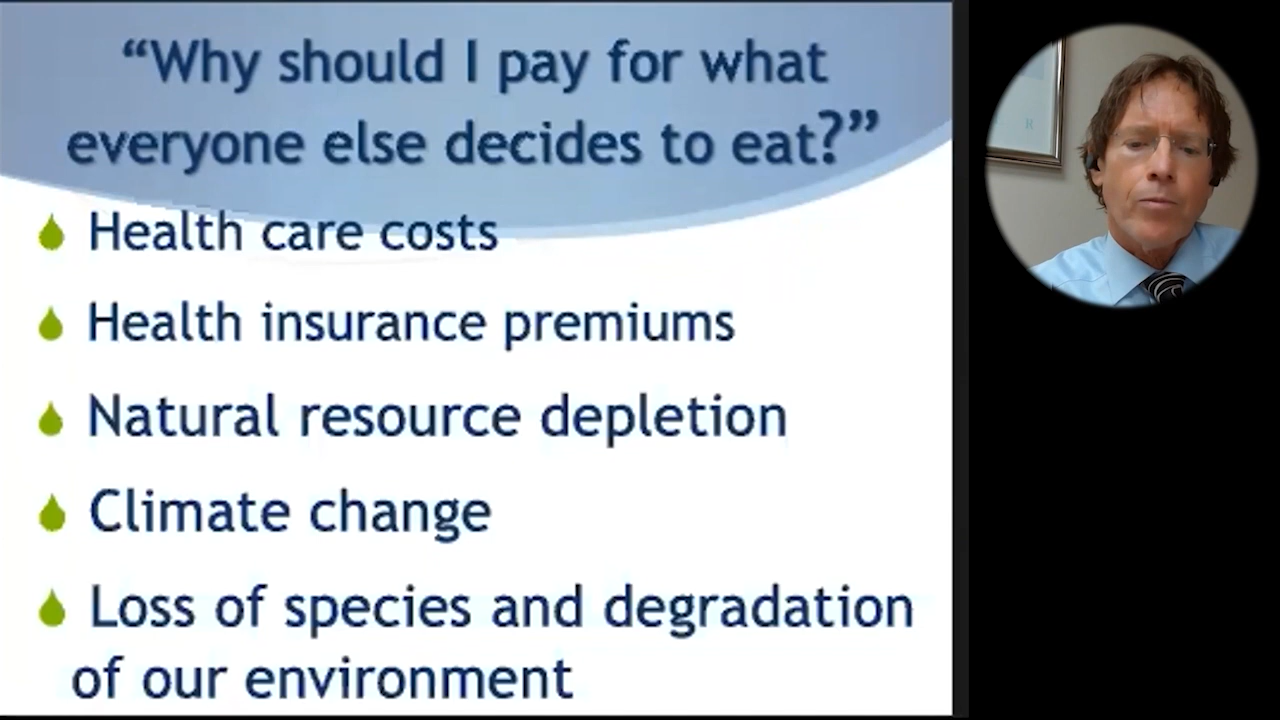 “Why should I pay for what
everyone else decides to eat?”
Health care costs
Health insurance premiums
Natural resource depletion
Climate change
Loss of species and degradation
of our environment